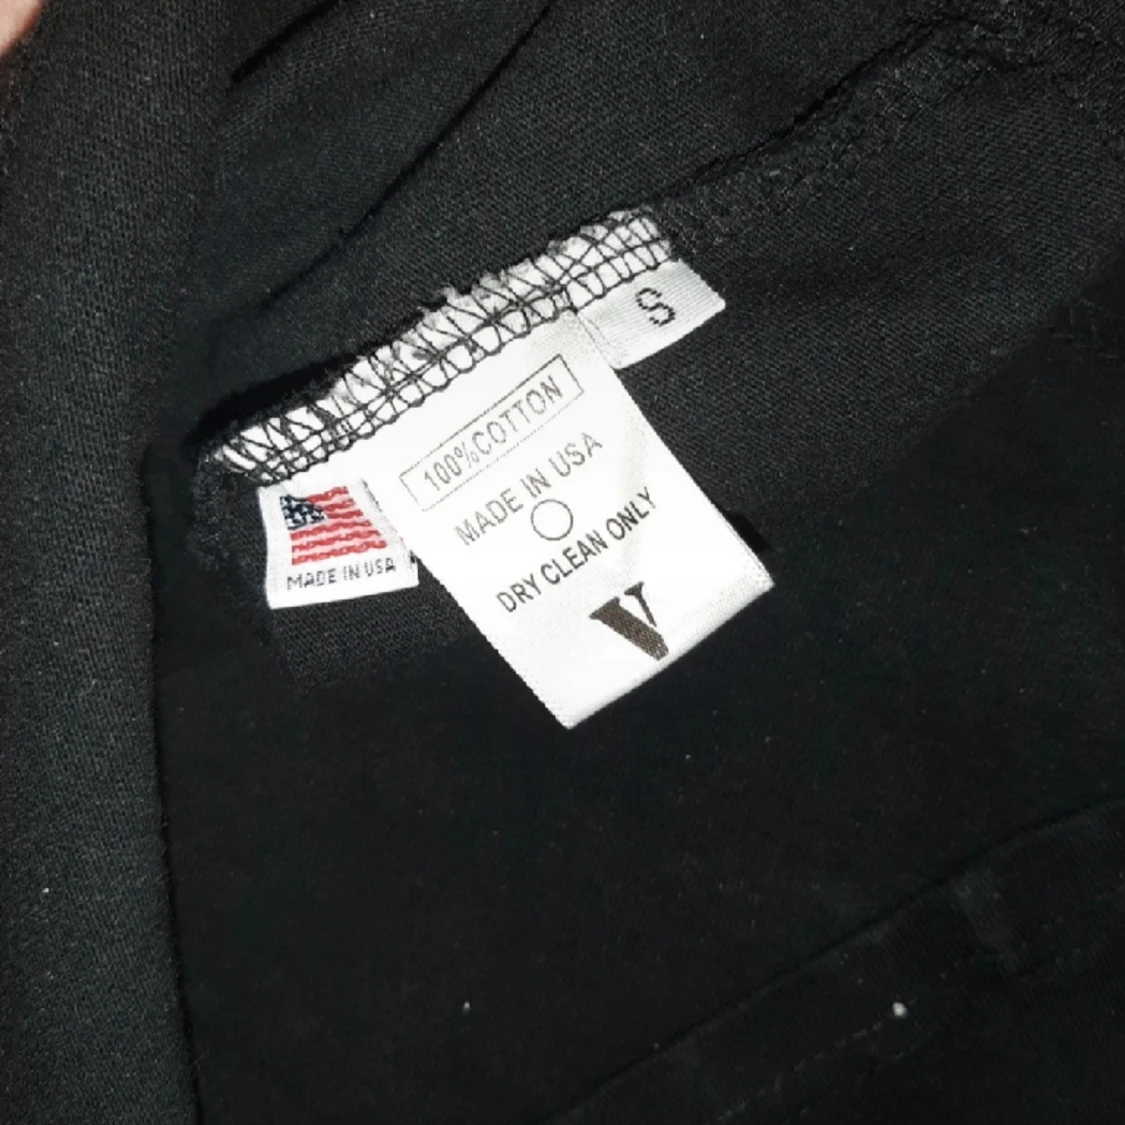 S
100%COTTON
MADE IN USA
DRY CLEAN ONLY
V
MADE IN USA